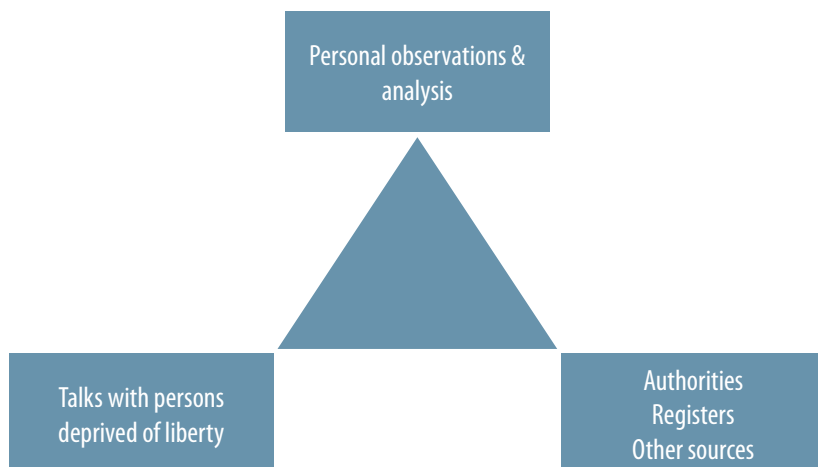 Personal observations &
analysis
Talks with persons
deprived of liberty
Authorities
Registers
Other sources